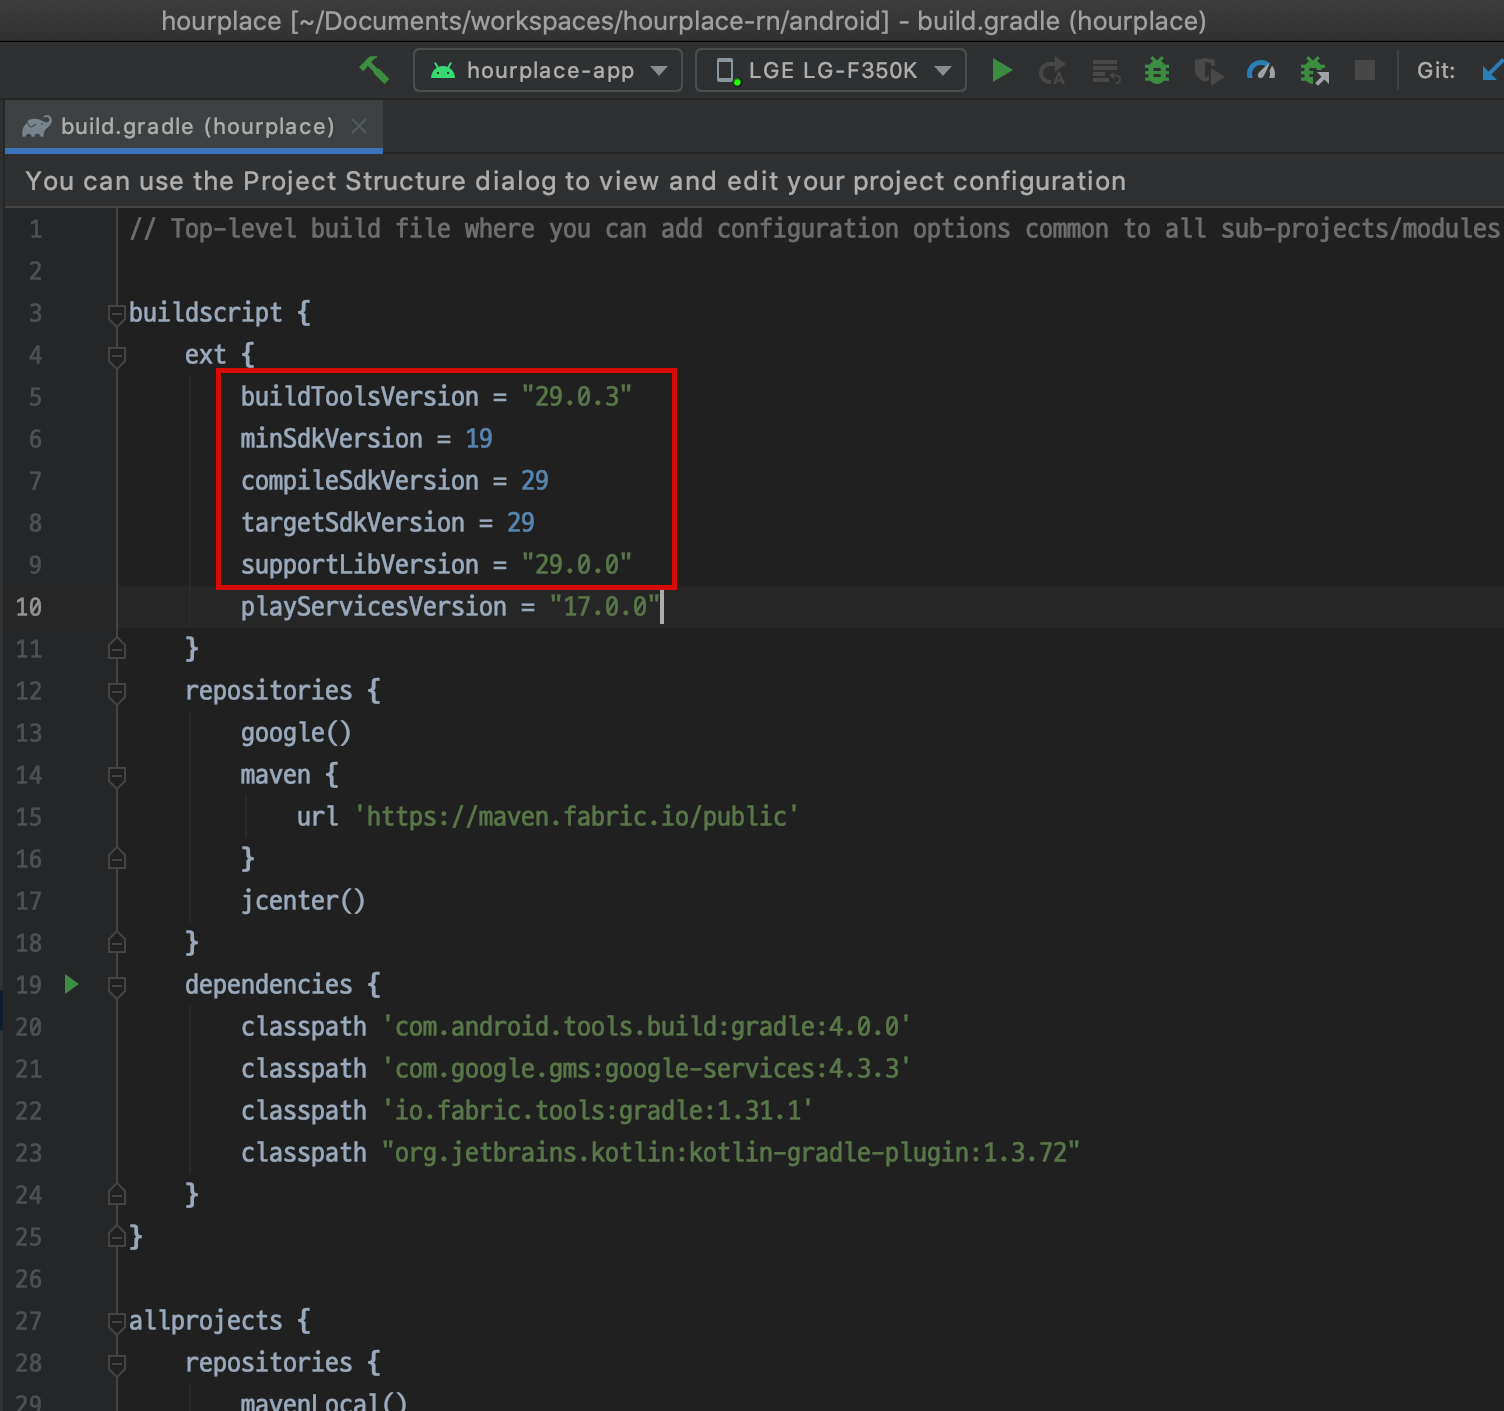 hourplace [~/Documents/workspaces/hourplace-rn/android] - build.gradle (hourplace)
hourplace-app LGE LG-F350K Git:
build.gradle (hourplace)
You can use the Project Structure dialog to view and edit your project configuration
1 // Top-level build file where you can add configuration options common to all sub-projects/modules
2
3 buildscript {
4 ext {
5 buildToolsVersion = "29.0.3"
6 minSdkVersion = 19
7 compileSdkVersion = 29
8 targetSdkVersion = 29
9 supportLibVersion = "29.0.0"
10 playServicesVersion = "17.0.0"
11 }
12 repositories {
13 google()
14 maven {
15 url 'https://maven.fabric.io/public'
16 }
17 jcenter()
18 }
19 dependencies {
20 classpath 'com.android.tools.build:gradle:4.0.0'
21 classpath 'com.google.gms:google-services:4.3.3'
22 classpath 'io.fabric.tools:gradle:1.31.1'
23 classpath "org.jetbrains.kotlin:kotlin-gradle-plugin:1.3.72"
24 }
25 }
26
27 allprojects {
28 repositories {
29 mavenLocal()